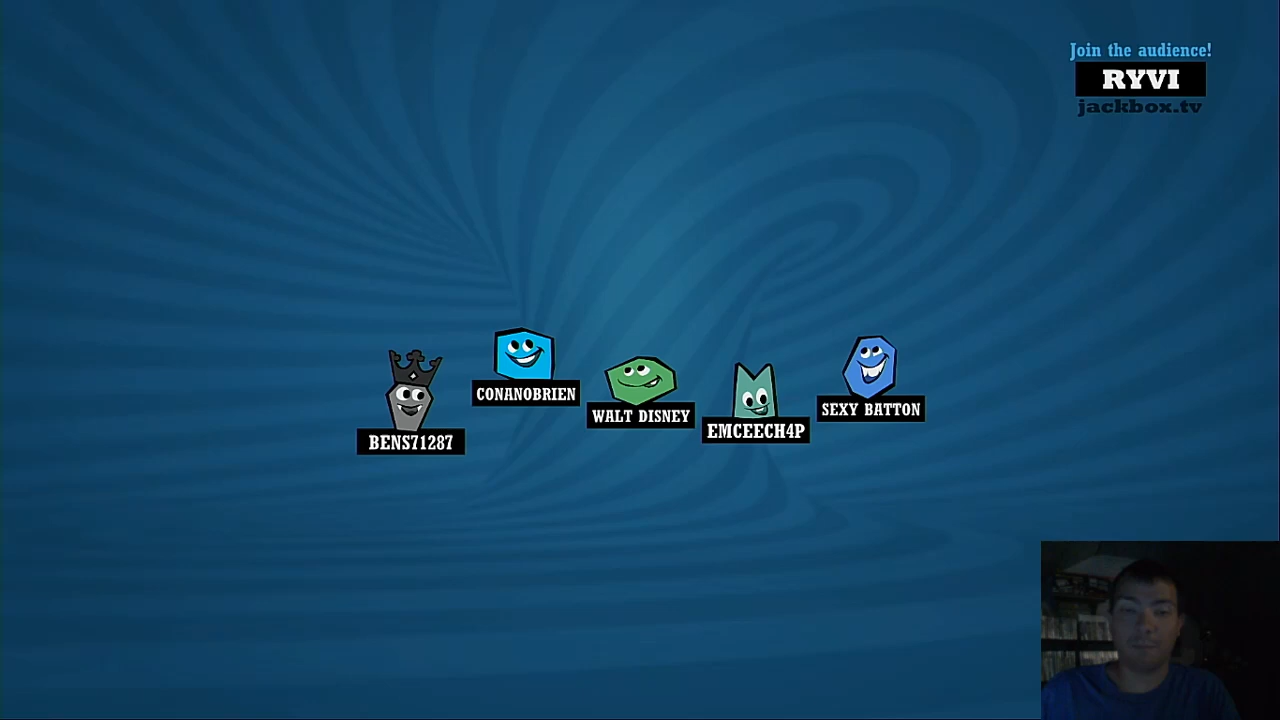 Join the audience!
RYVI
jackbox.tv
CONANOBRIEN
SEXY BATTON
WALT DISNEY
EMCEECH4P
BENS71287